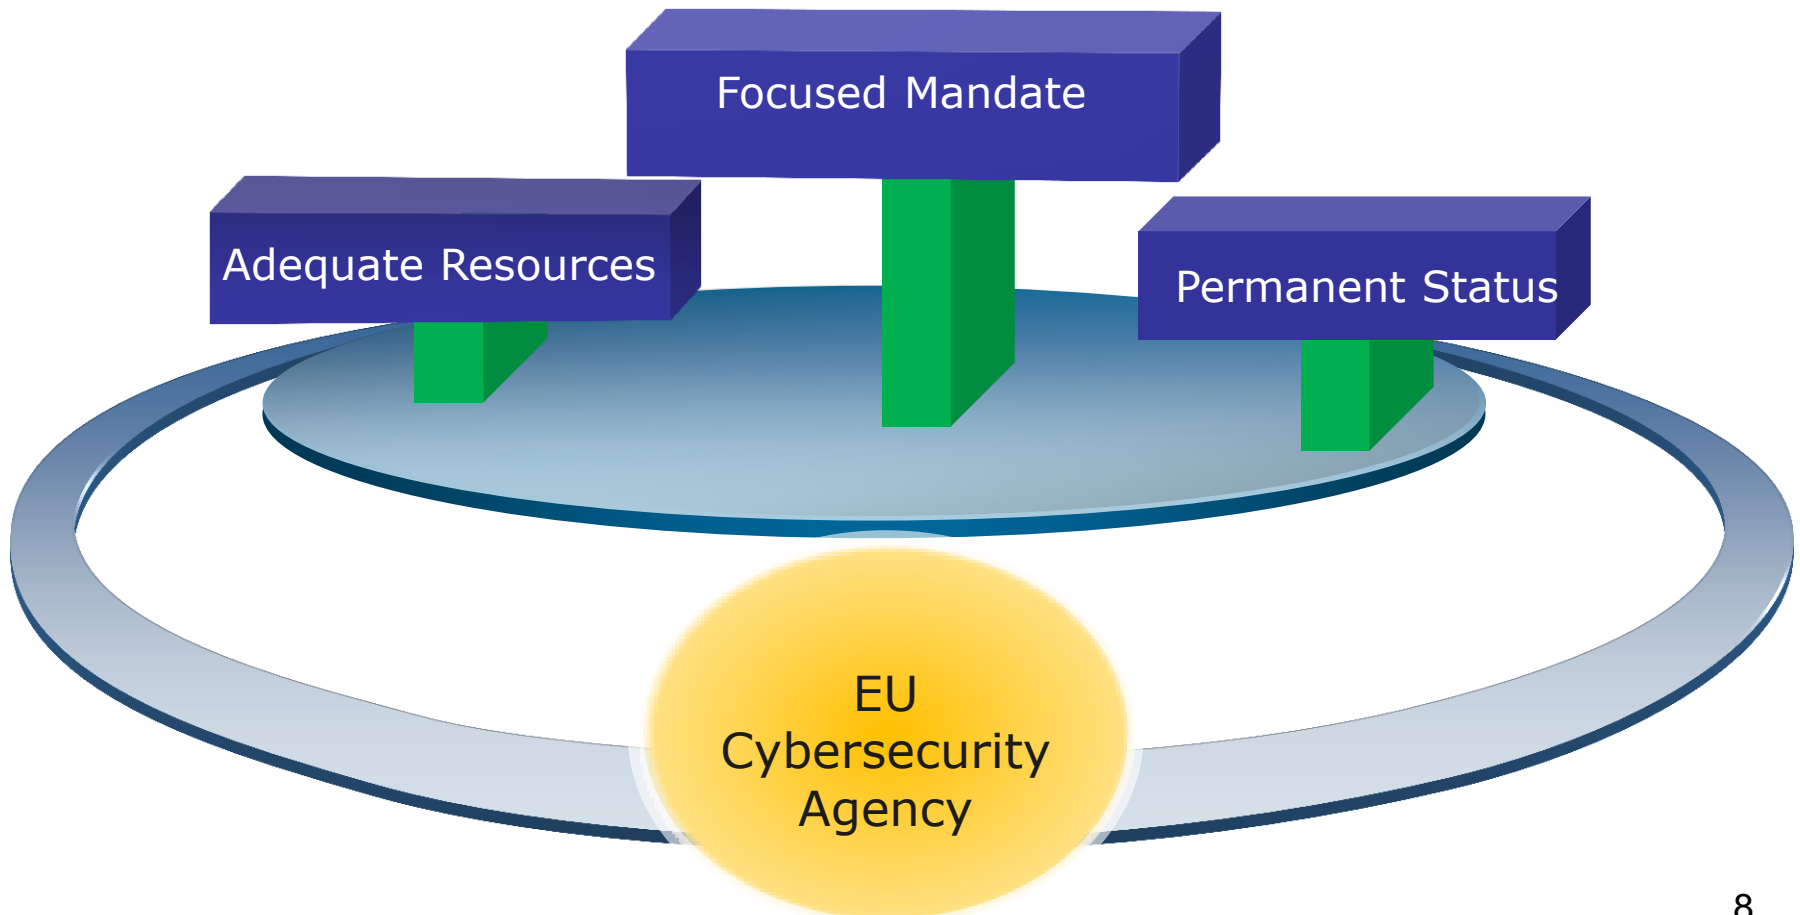 Focused Mandate
Adequate Resources
Permanent Status
EU
Cybersecurity
Agency
8